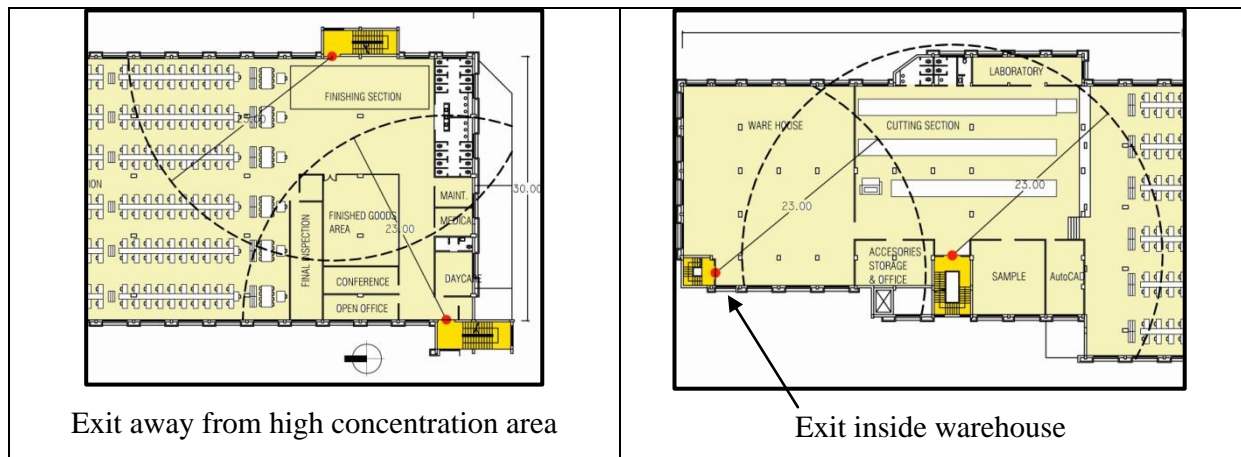 FINISHING SECTION
23.00
30.00
MAINT.
MEDICAL
FINISHED GOODS
AREA
23.00
FINAL INSPECTION
CONFERENCE
DAYCARE
OPEN OFFICE
Exit away from high concentration area
LABORATORY
WARE HOUSE
CUTTING SECTION
23.00
23.00
ACCESORIES
STORAGE
& OFFICE
SAMPLE
AutoCAD
Exit inside warehouse